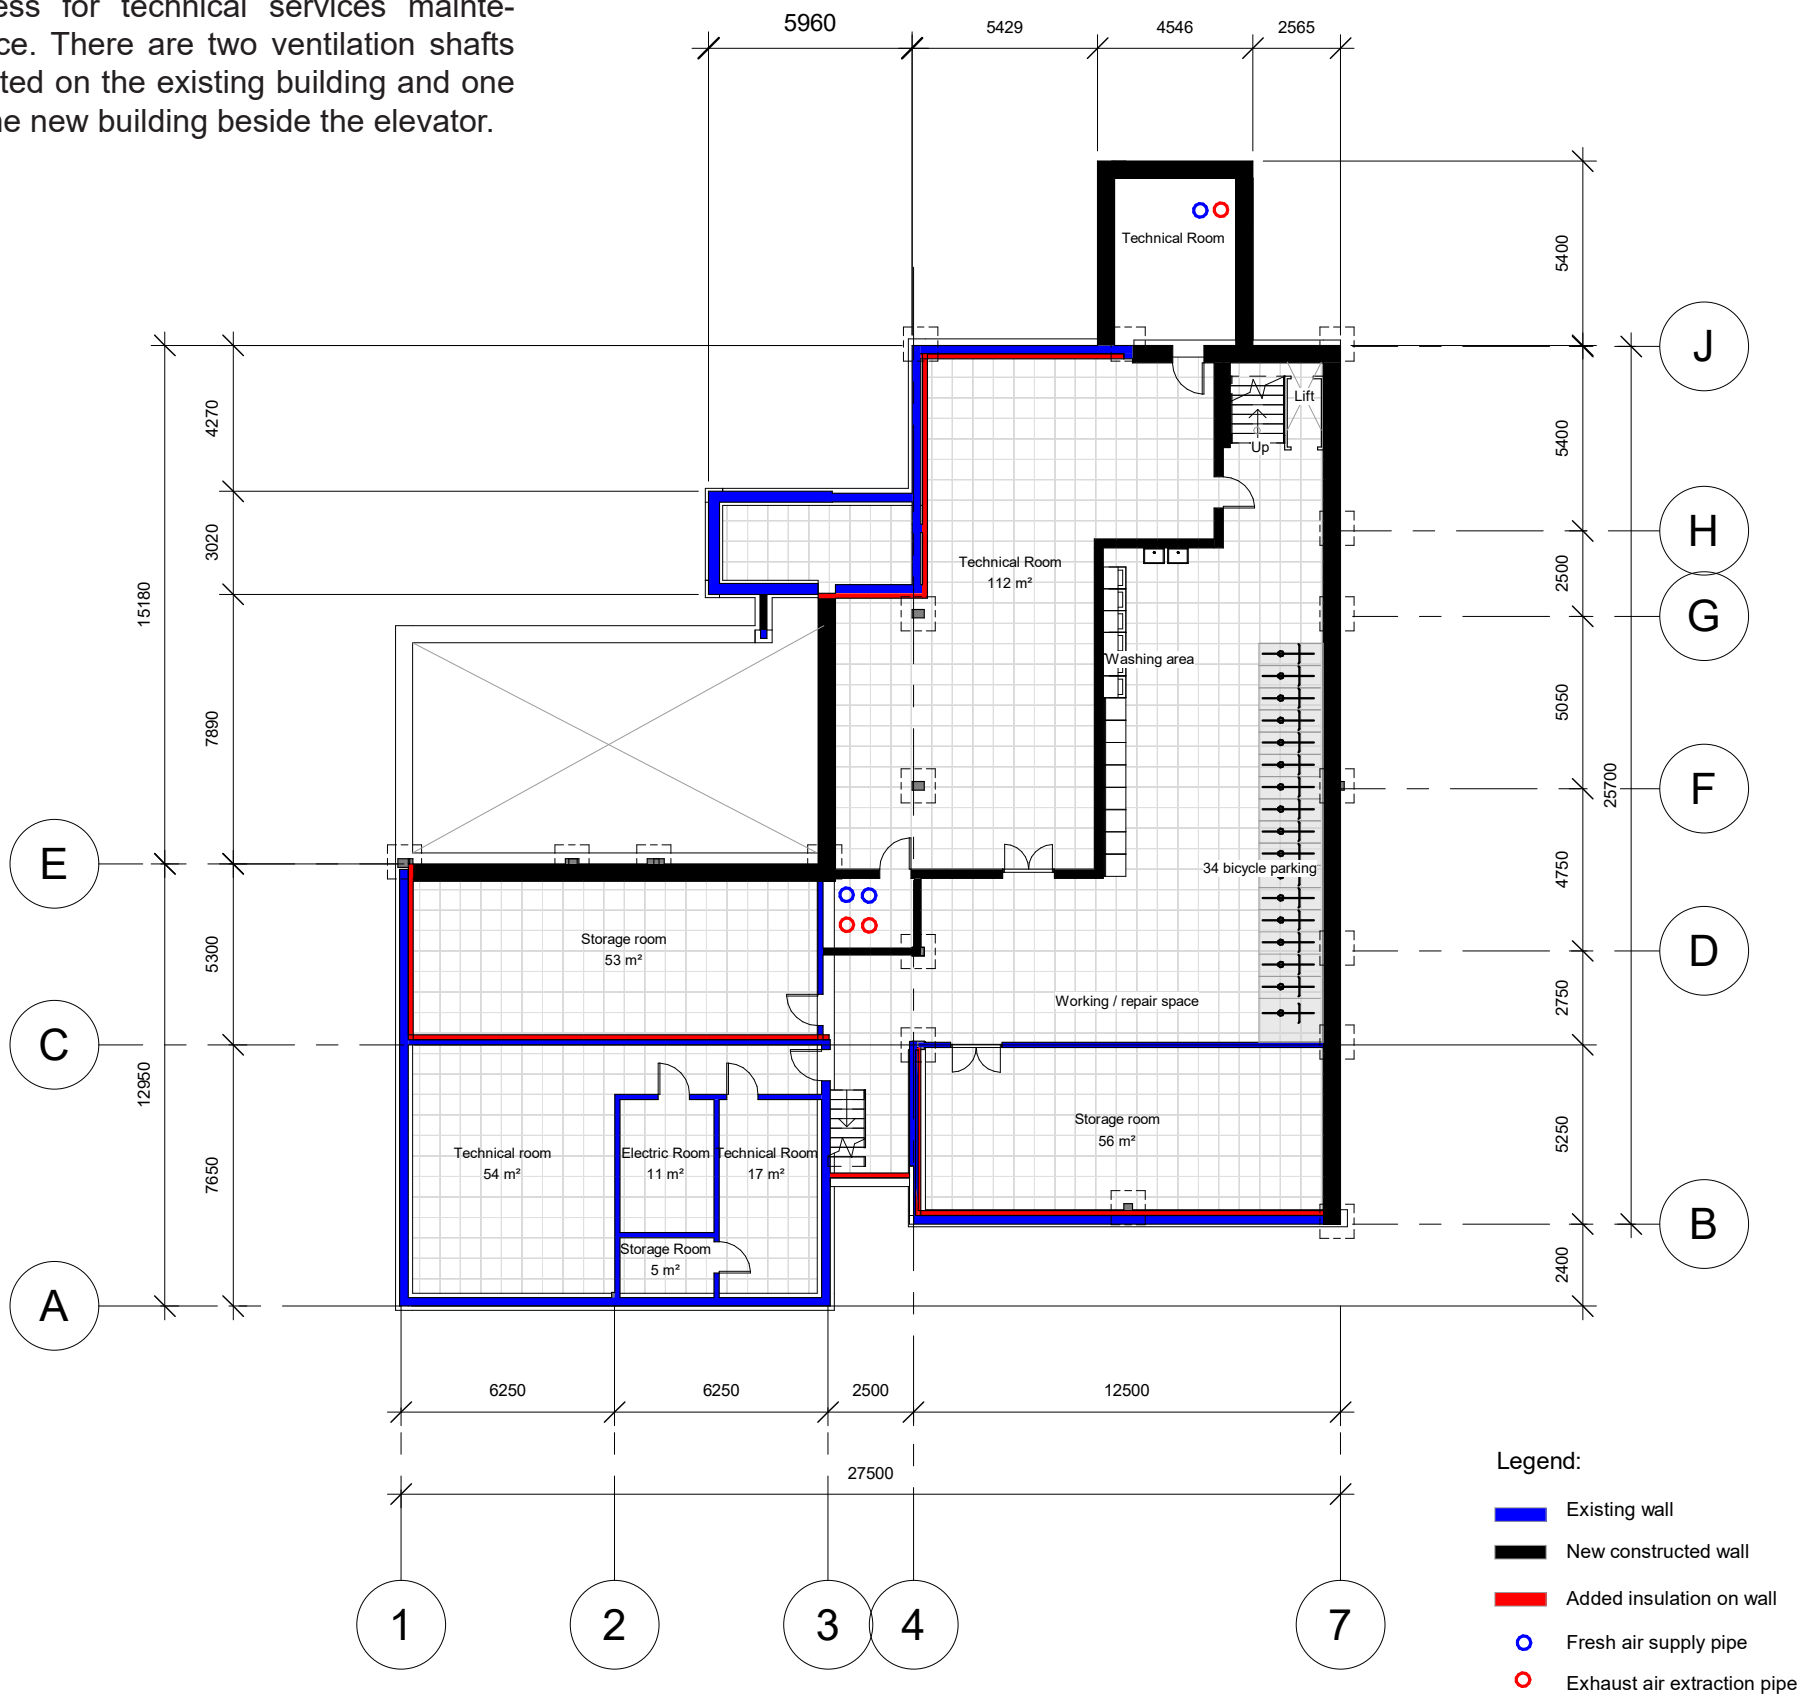 ess for technical services mainte-
ce. There are two ventilation shafts
ted on the existing building and one
ne new building beside the elevator.
5960
5429
4546
2565
Technical Room
5400
J
4270
Lift
5400
Up
H
3020
Technical Room
112 m²
2500
15180
G
Washing area
7890
5050
F
25700
E
34 bicycle parking
4750
Storage room
53 m²
5300
D
Working / repair space
2750
C
12950
Storage room
56 m²
Technical room
54 m²
Electric Room
11 m²
Technical Room
17 m²
7650
5250
B
Storage Room
5 m²
2400
A
6250
6250
2500
12500
27500
1
2
3
4
7
Legend:
Existing wall
New constructed wall
Added insulation on wall
Fresh air supply pipe
Exhaust air extraction pipe